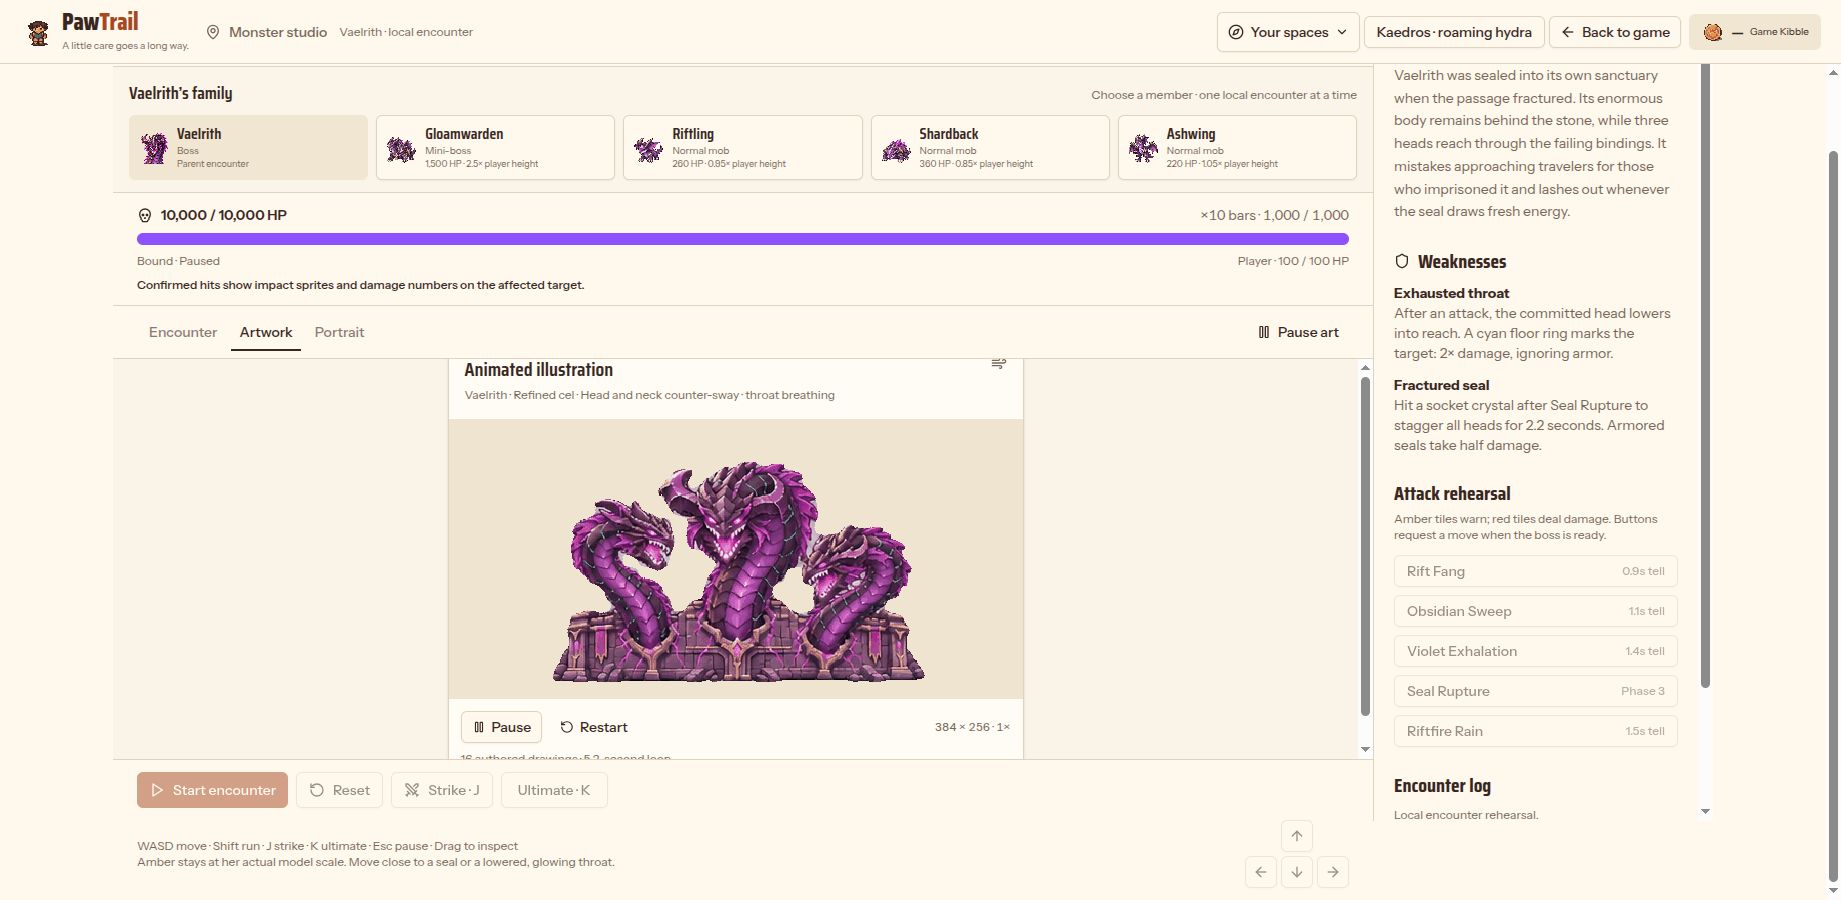 PawTrail
A little care goes a long way.
Monster studio
Vaelrith · local encounter
Your spaces
Kaedros · roaming hydra
Back to game
— Game Kibble
Vaelrith's family
Choose a member · one local encounter at a time
Vaelrith
Boss
Parent encounter
Gloamwarden
Mini-boss
1,500 HP · 2.5× player height
Riftling
Normal mob
260 HP · 0.95× player height
Shardback
Normal mob
360 HP · 0.85× player height
Ashwing
Normal mob
220 HP · 1.05× player height
10,000 / 10,000 HP
×10 bars · 1,000 / 1,000
Bound · Paused
Player · 100 / 100 HP
Confirmed hits show impact sprites and damage numbers on the affected target.
Encounter
Artwork
Portrait
Pause art
Animated illustration
Vaelrith · Refined cel · Head and neck counter-sway · throat breathing
Pause
Restart
384 × 256 · 1×
16 authored drawings · 5.2-second loop
Start encounter
Reset
Strike · J
Ultimate · K
WASD move · Shift run · J strike · K ultimate · Esc pause · Drag to inspect
Amber stays at her actual model scale. Move close to a seal or a lowered, glowing throat.
Vaelrith was sealed into its own sanctuary
when the passage fractured. Its enormous
body remains behind the stone, while three
heads reach through the failing bindings. It
mistakes approaching travelers for those
who imprisoned it and lashes out whenever
the seal draws fresh energy.
Weaknesses
Exhausted throat
After an attack, the committed head lowers
into reach. A cyan floor ring marks the
target: 2× damage, ignoring armor.
Fractured seal
Hit a socket crystal after Seal Rupture to
stagger all heads for 2.2 seconds. Armored
seals take half damage.
Attack rehearsal
Amber tiles warn; red tiles deal damage. Buttons
request a move when the boss is ready.
Rift Fang
0.9s tell
Obsidian Sweep
1.1s tell
Violet Exhalation
1.4s tell
Seal Rupture
Phase 3
Riftfire Rain
1.5s tell
Encounter log
Local encounter rehearsal.